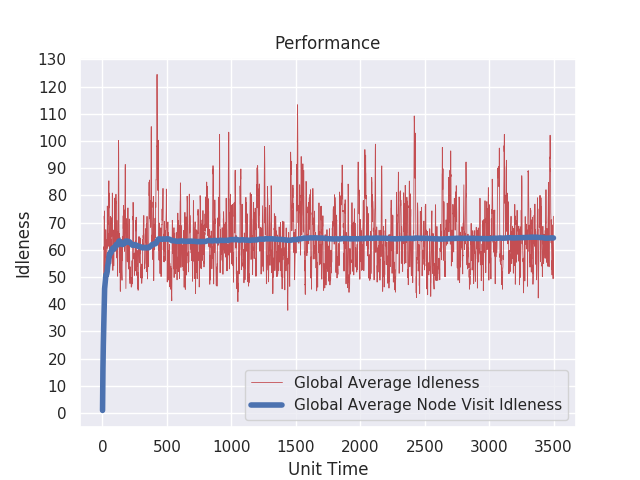 Performance
130
120
110
100
90
80
70
60
50
40
30
20
10
0
Idleness
Global Average Idleness
Global Average Node Visit Idleness
0 500 1000 1500 2000 2500 3000 3500
Unit Time